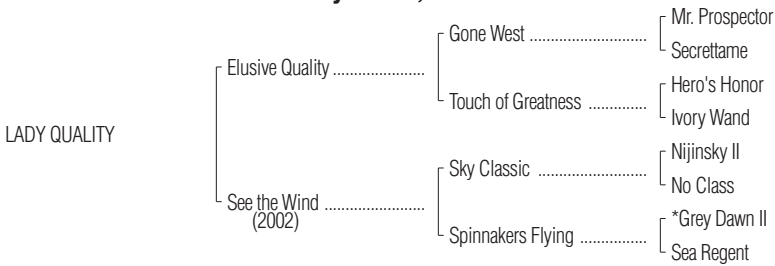 Mr. Prospector
Gone West ..........................
Secrettame
Elusive Quality .....................
Hero's Honor
Touch of Greatness .............
Ivory Wand
LADY QUALITY
Nijinsky II
Sky Classic ........................
No Class
See the Wind ......................
(2002)
*Grey Dawn II
Spinnakers Flying ...............
Sea Regent